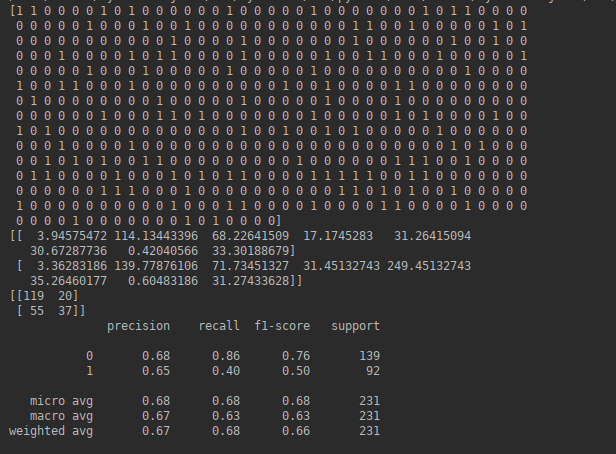 [1 1 0 0 0 0 1 0 1 0 0 0 0 0 0 1 0 0 0 0 0 1 0 0 0 0 0 0 0 1 0 1 1 0 0 0 0
0 0 0 0 0 1 0 0 0 1 0 0 1 0 0 0 0 0 0 0 0 0 0 0 1 1 0 0 1 0 0 0 0 0 1 0 1
0 0 0 0 0 0 0 0 0 0 0 1 0 0 0 0 0 0 0 0 0 0 0 0 1 0 0 0 0 0 0 1 0 0 1 0 0
0 0 0 1 0 0 0 0 1 0 1 1 0 0 0 0 0 1 0 0 0 0 0 1 0 0 1 1 0 0 0 1 0 0 0 0 1
0 0 0 0 0 1 0 0 0 1 0 0 0 0 0 1 0 0 0 0 0 1 0 0 0 0 0 0 0 0 1 0 0 0 0 0 0
1 0 0 1 1 0 0 0 0 0 0 0 0 0 0 0 0 0 0 1 0 0 1 0 0 0 0 1 1 0 0 0 0 0 0 0 0
0 1 0 0 0 0 0 0 0 0 0 1 0 0 0 0 1 0 0 0 0 0 1 0 1 0 0 0 0 0 1 0 0 0 0 0 0
0 0 0 0 0 0 1 0 0 0 1 1 0 1 0 0 0 0 0 0 0 1 0 0 0 0 0 1 0 1 0 0 0 0 1 0 0
1 0 1 0 0 0 0 0 0 0 0 0 0 0 0 0 0 0 1 0 0 1 0 1 0 1 0 0 0 0 0 1 0 0 0 0 0
0 0 0 1 0 0 0 0 1 0 0 0 0 0 0 0 0 0 0 0 0 0 0 0 0 0 0 0 0 0 0 1 0 1 0 0 0
0 0 1 0 1 0 1 0 0 1 1 0 0 0 0 0 0 0 0 0 1 0 0 0 0 0 0 1 1 1 0 0 1 0 0 0 0
0 1 1 0 0 0 0 1 0 0 0 1 0 1 0 1 1 0 0 0 0 1 1 1 1 1 0 0 1 1 0 0 0 1 0 0 0
0 0 0 0 0 0 1 1 1 0 0 0 1 0 0 0 0 0 0 0 0 0 0 1 1 0 1 0 1 0 1 0 0 0 0 0 0
1 0 0 0 0 0 0 0 0 0 0 1 0 0 0 1 1 0 0 0 0 1 0 0 0 0 1 1 0 0 0 0 1 0 0 0 0
0 0 0 0 1 0 0 0 0 0 0 0 1 0 1 0 0 0 0]
[[ 3.94575472 114.13443396 68.22641509 17.1745283 31.26415094
30.67287736 0.42040566 33.30188679]
[ 3.36283186 139.77876106 71.73451327 31.45132743 249.45132743
35.26460177 0.60483186 31.27433628]]
[[119 20]
[ 55 37]]
precision recall f1-score support
0 0.68 0.86 0.76 139
1 0.65 0.40 0.50 92
micro avg 0.68 0.68 0.68 231
macro avg 0.67 0.63 0.63 231
weighted avg 0.67 0.68 0.66 231